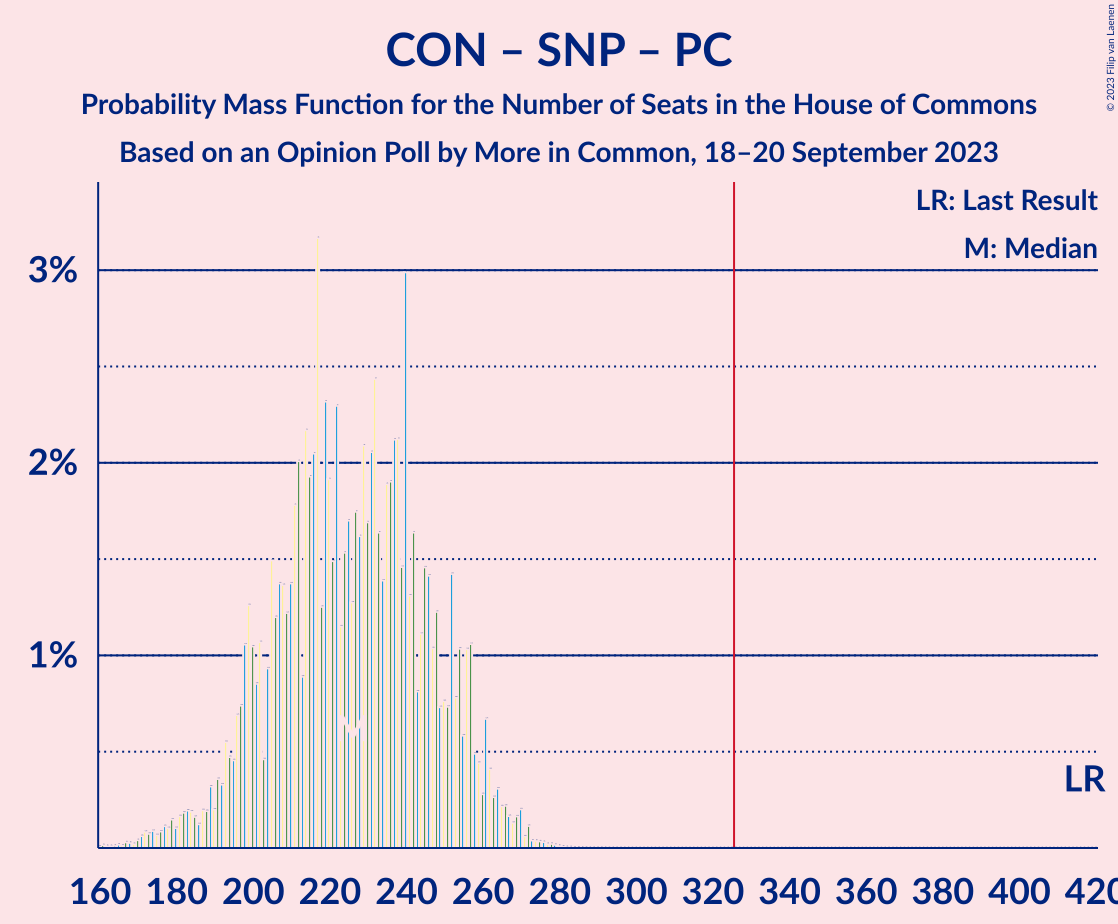 CON – SNP – PC
Probability Mass Function for the Number of Seats in the House of Commons
Based on an Opinion Poll by More in Common, 18–20 September 2023
© 2023 Filip van Laenen
LR: Last Result
M: Median
3%
2%
1%
LR
160 180 200 220 240 260 280 300 320 340 360 380 400 420